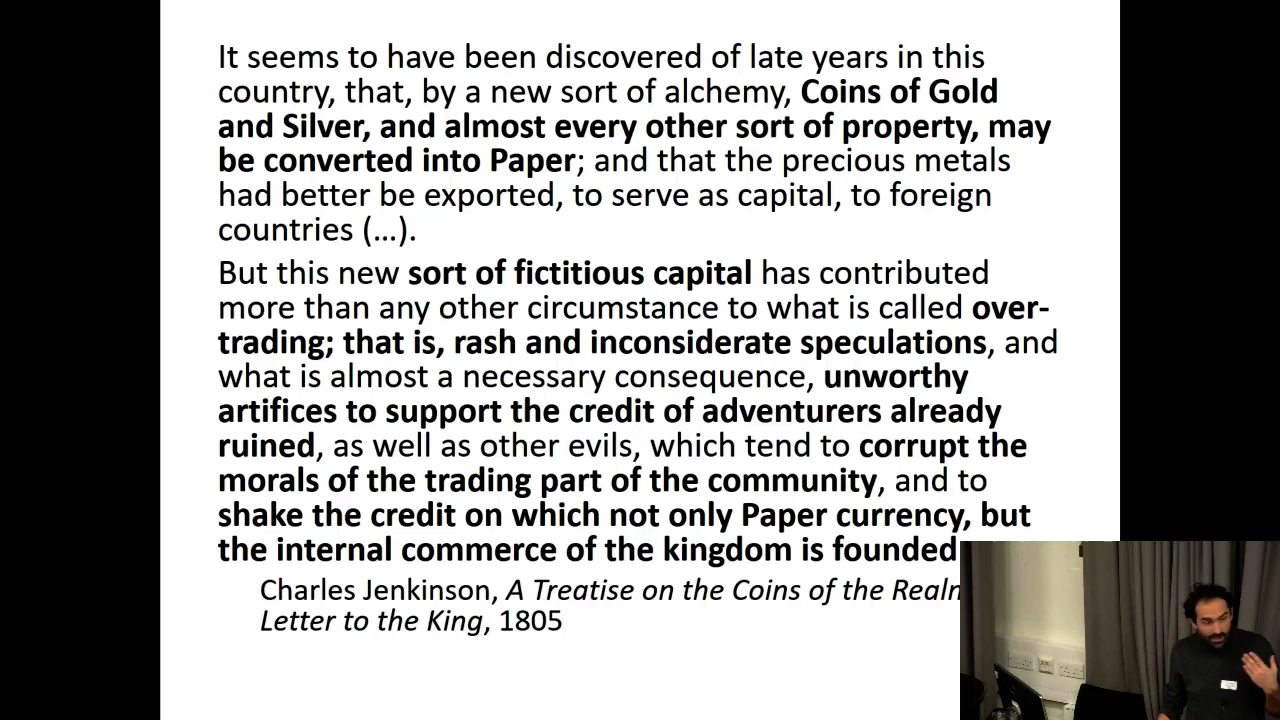 It seems to have been discovered of late years in this
country, that, by a new sort of alchemy, Coins of Gold
and Silver, and almost every other sort of property, may
be converted into Paper; and that the precious metals
had better be exported, to serve as capital, to foreign
countries (…).
But this new sort of fictitious capital has contributed
more than any other circumstance to what is called over-
trading; that is, rash and inconsiderate speculations, and
what is almost a necessary consequence, unworthy
artifices to support the credit of adventurers already
ruined, as well as other evils, which tend to corrupt the
morals of the trading part of the community, and to
shake the credit on which not only Paper currency, but
the internal commerce of the kingdom is founded
Charles Jenkinson, A Treatise on the Coins of the
Letter to the King, 1805